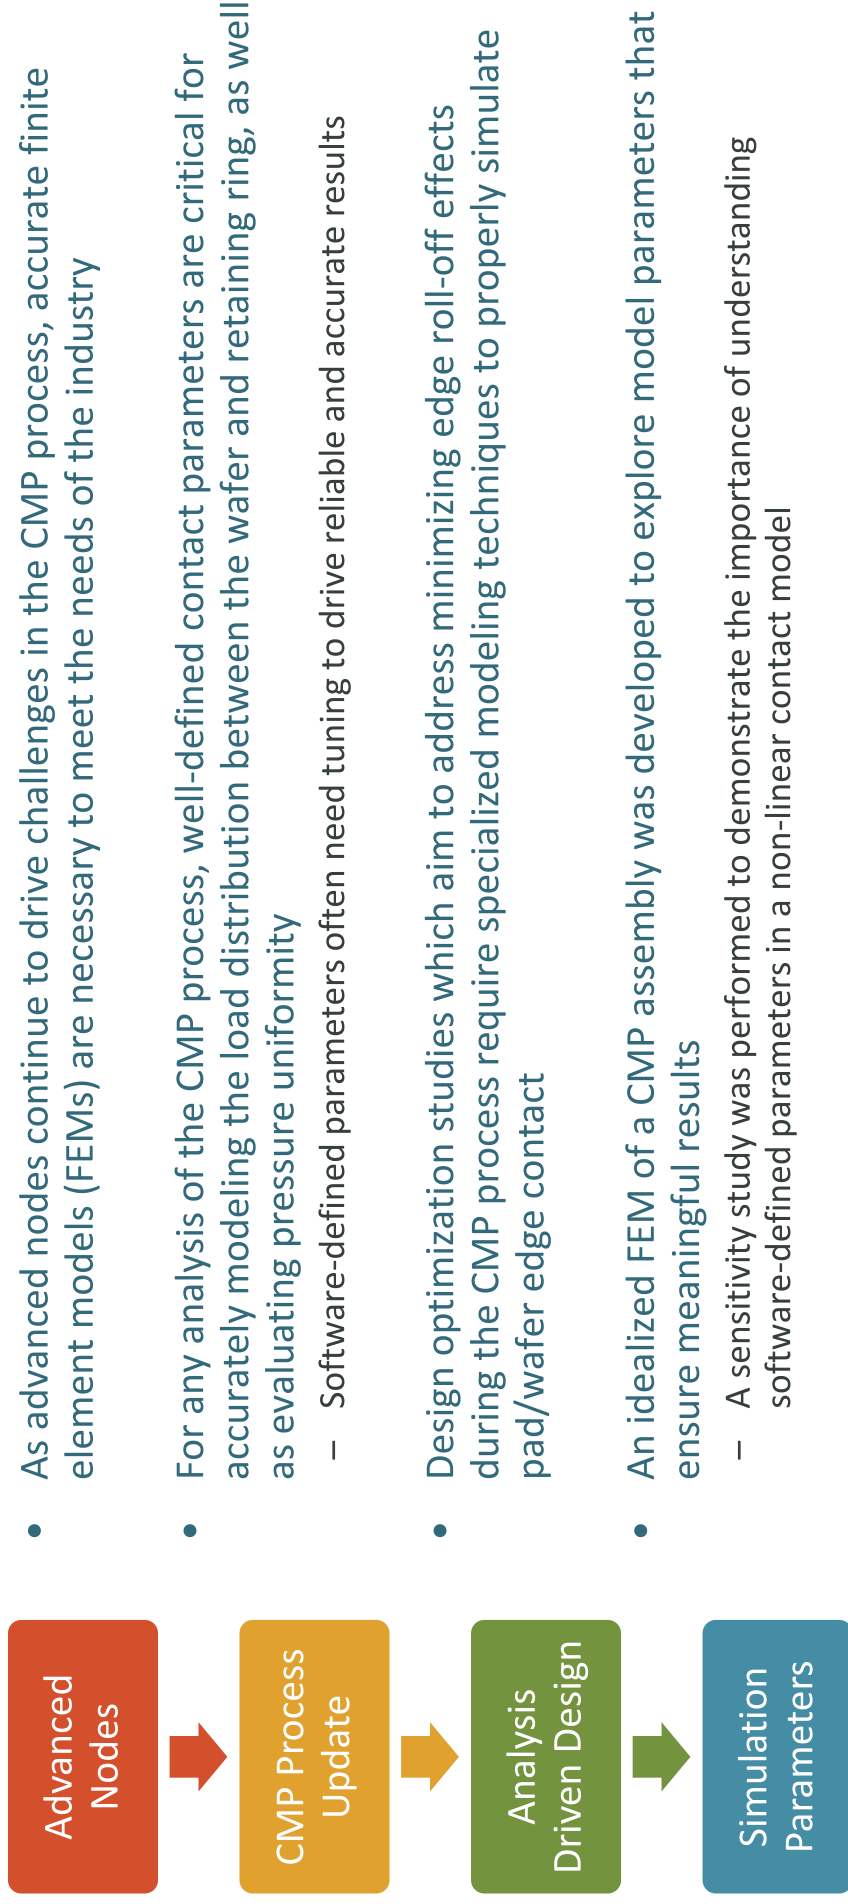 Advanced
Nodes
CMP Process
Update
Analysis
Driven Design
Simulation
Parameters
• As advanced nodes continue to drive challenges in the CMP process, accurate finite
element models (FEMs) are necessary to meet the needs of the industry
• For any analysis of the CMP process, well-defined contact parameters are critical for
accurately modeling the load distribution between the wafer and retaining ring, as well
as evaluating pressure uniformity
– Software-defined parameters often need tuning to drive reliable and accurate results
• Design optimization studies which aim to address minimizing edge roll-off effects
during the CMP process require specialized modeling techniques to properly simulate
pad/wafer edge contact
• An idealized FEM of a CMP assembly was developed to explore model parameters that
ensure meaningful results
– A sensitivity study was performed to demonstrate the importance of understanding
software-defined parameters in a non-linear contact model